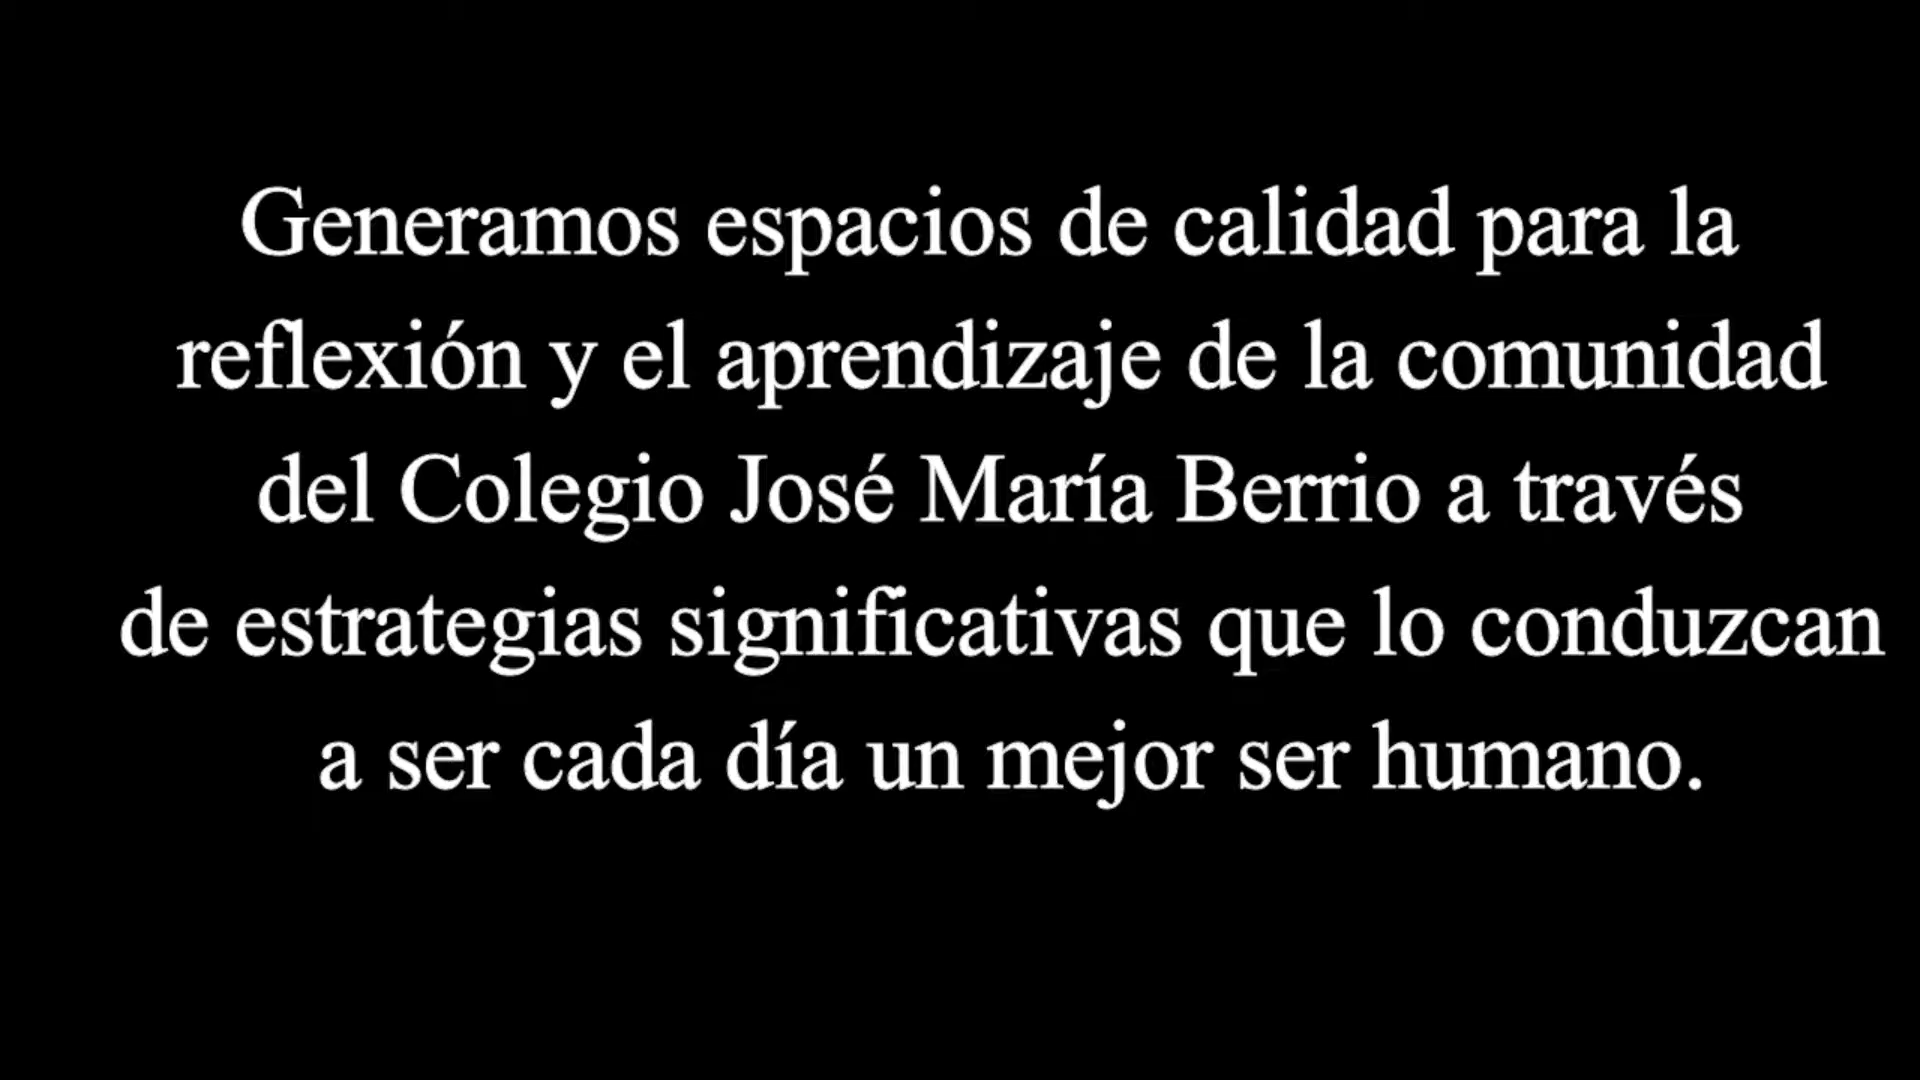 Generamos espacios de calidad para la
reflexión y el aprendizaje de la comunidad
del Colegio José María Berrio a través
de estrategias significativas que lo conduzcan
a ser cada día un mejor ser humano.